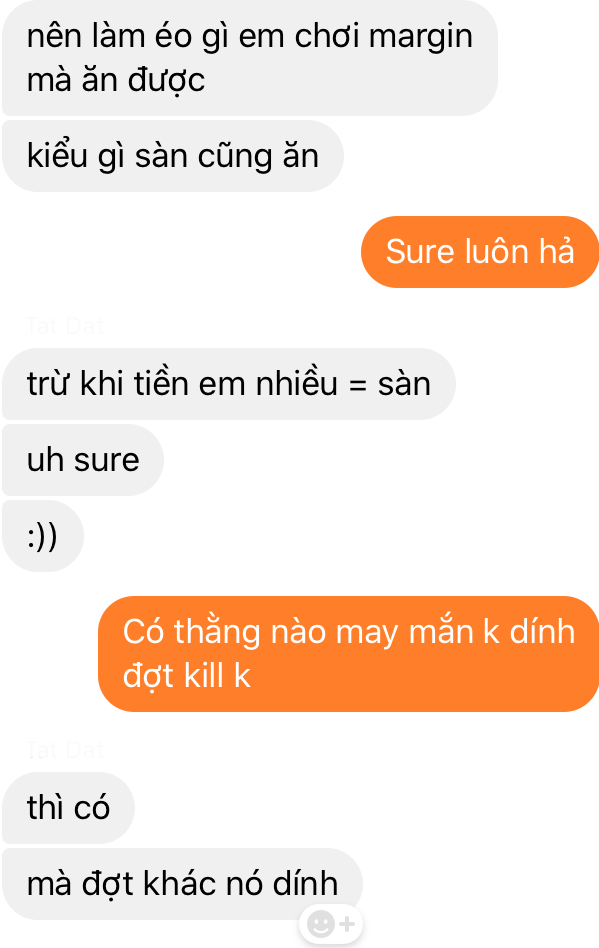 nên làm éo gì em chơi margin
mà ăn được
kiểu gì sàn cũng ăn
Sure luôn hả
Tat Dat
trừ khi tiền em nhiều = sàn
uh sure
:))
Có thằng nào may mắn k dính
đợt kill k
Tat Dat
thì có
mà đợt khác nó dính